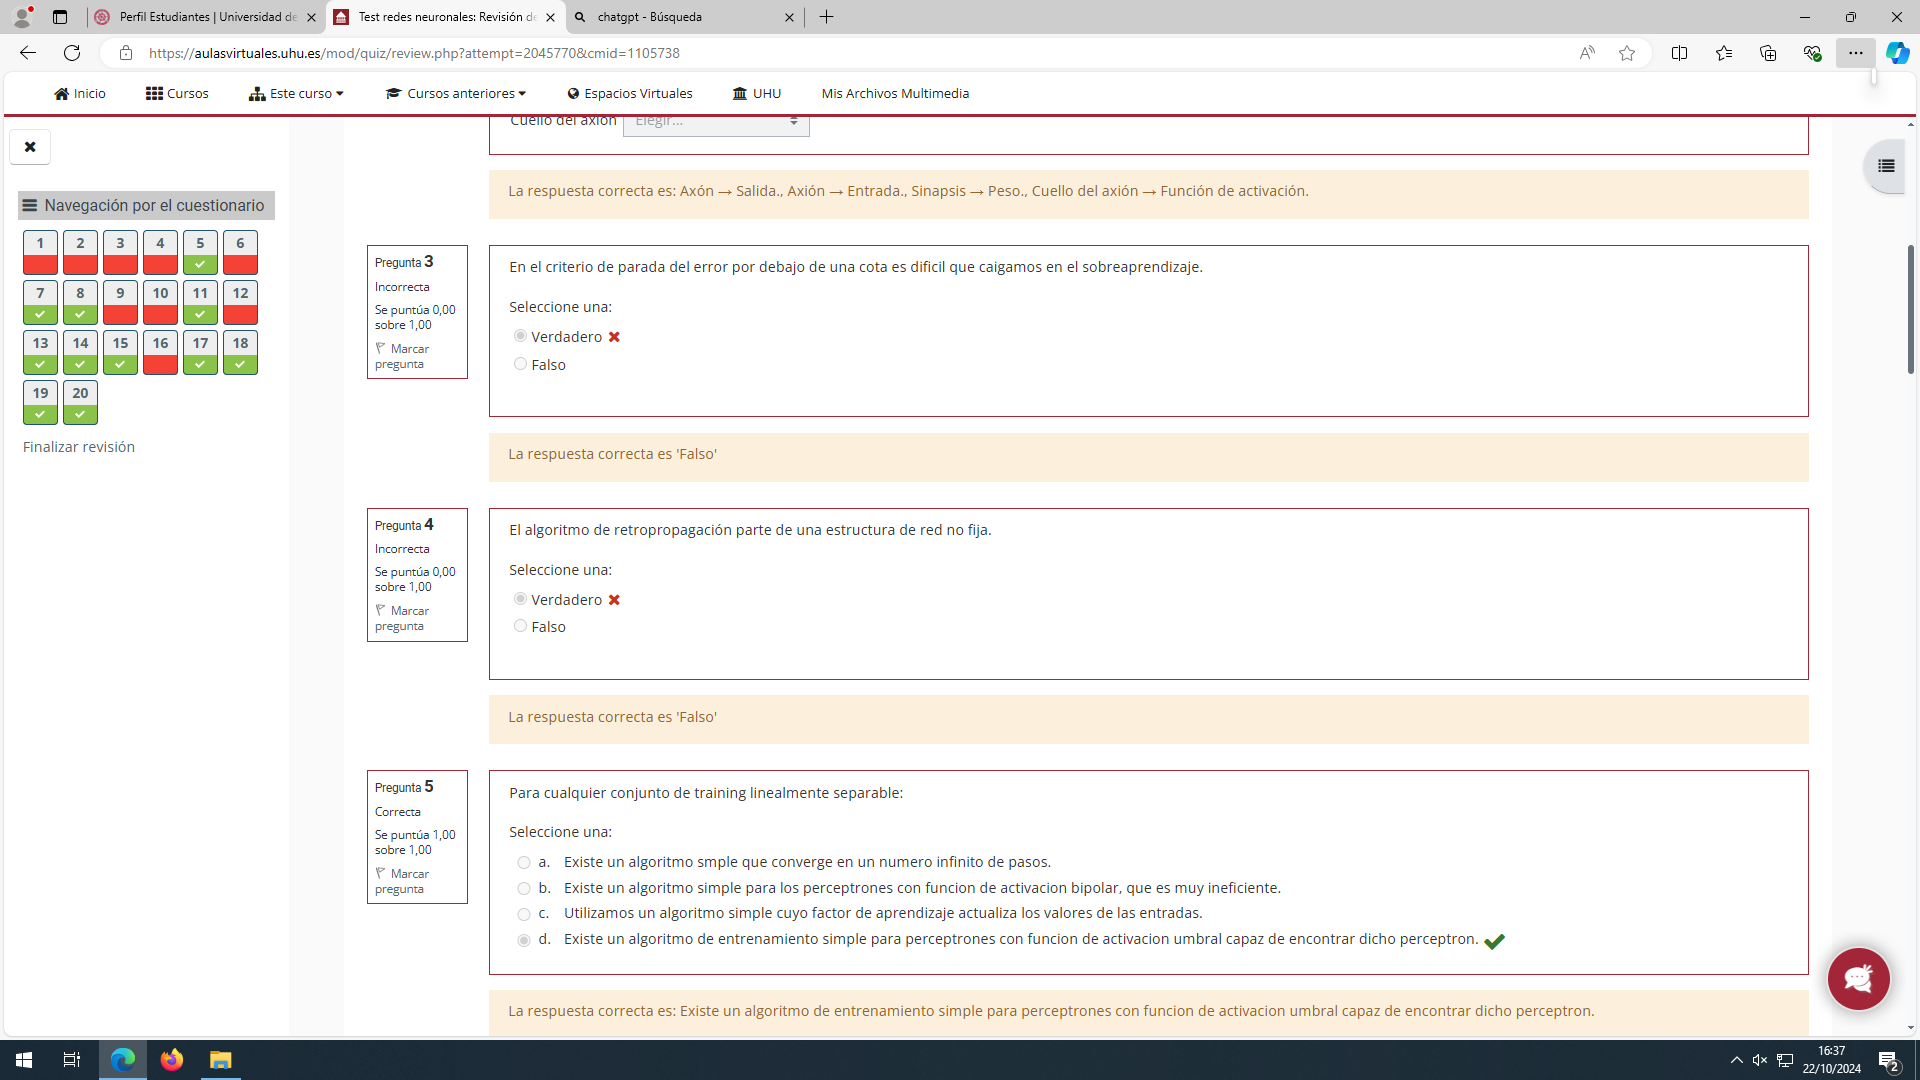 Perfil Estudiantes | Universidad de
Test redes neuronales: Revisión de
chatgpt - Búsqueda
https://aulasvirtuales.uhu.es/mod/quiz/review.php?attempt=2045770&cmid=1105738
Inicio
Cursos
Este curso
Cursos anteriores
Espacios Virtuales
UHU
Mis Archivos Multimedia
Navegación por el cuestionario
1 2 3 4 5 6
7 8 9 10 11 12
13 14 15 16 17 18
19 20
Finalizar revisión
Cuello del axión Elegir...
La respuesta correcta es: Axón → Salida., Axión → Entrada., Sinapsis → Peso., Cuello del axión → Función de activación.
Pregunta 3
Incorrecta
Se puntúa 0,00
sobre 1,00
Marcar
pregunta
En el criterio de parada del error por debajo de una cota es dificil que caigamos en el sobreaprendizaje.
Seleccione una:
Verdadero
Falso
La respuesta correcta es 'Falso'
Pregunta 4
Incorrecta
Se puntúa 0,00
sobre 1,00
Marcar
pregunta
El algoritmo de retropropagación parte de una estructura de red no fija.
Seleccione una:
Verdadero
Falso
La respuesta correcta es 'Falso'
Pregunta 5
Correcta
Se puntúa 1,00
sobre 1,00
Marcar
pregunta
Para cualquier conjunto de training linealmente separable:
Seleccione una:
a. Existe un algoritmo smple que converge en un numero infinito de pasos.
b. Existe un algoritmo simple para los perceptrones con funcion de activacion bipolar, que es muy ineficiente.
c. Utilizamos un algoritmo simple cuyo factor de aprendizaje actualiza los valores de las entradas.
d. Existe un algoritmo de entrenamiento simple para perceptrones con funcion de activacion umbral capaz de encontrar dicho perceptron.
La respuesta correcta es: Existe un algoritmo de entrenamiento simple para perceptrones con funcion de activacion umbral capaz de encontrar dicho perceptron.
16:37
22/10/2024
2